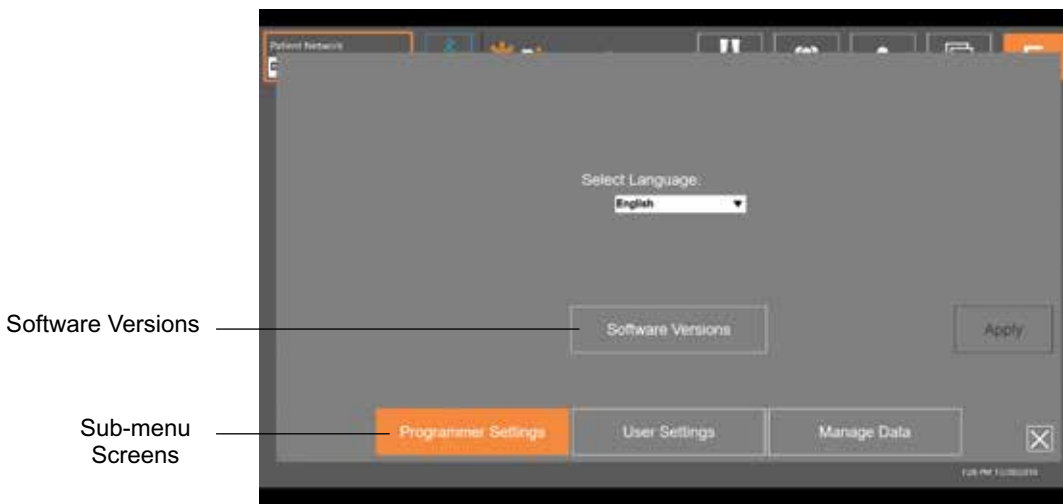 Patient Network
Select Language:
English
Software Versions
Software Versions
Apply
Sub-menu
Screens
Programmer Settings
User Settings
Manage Data